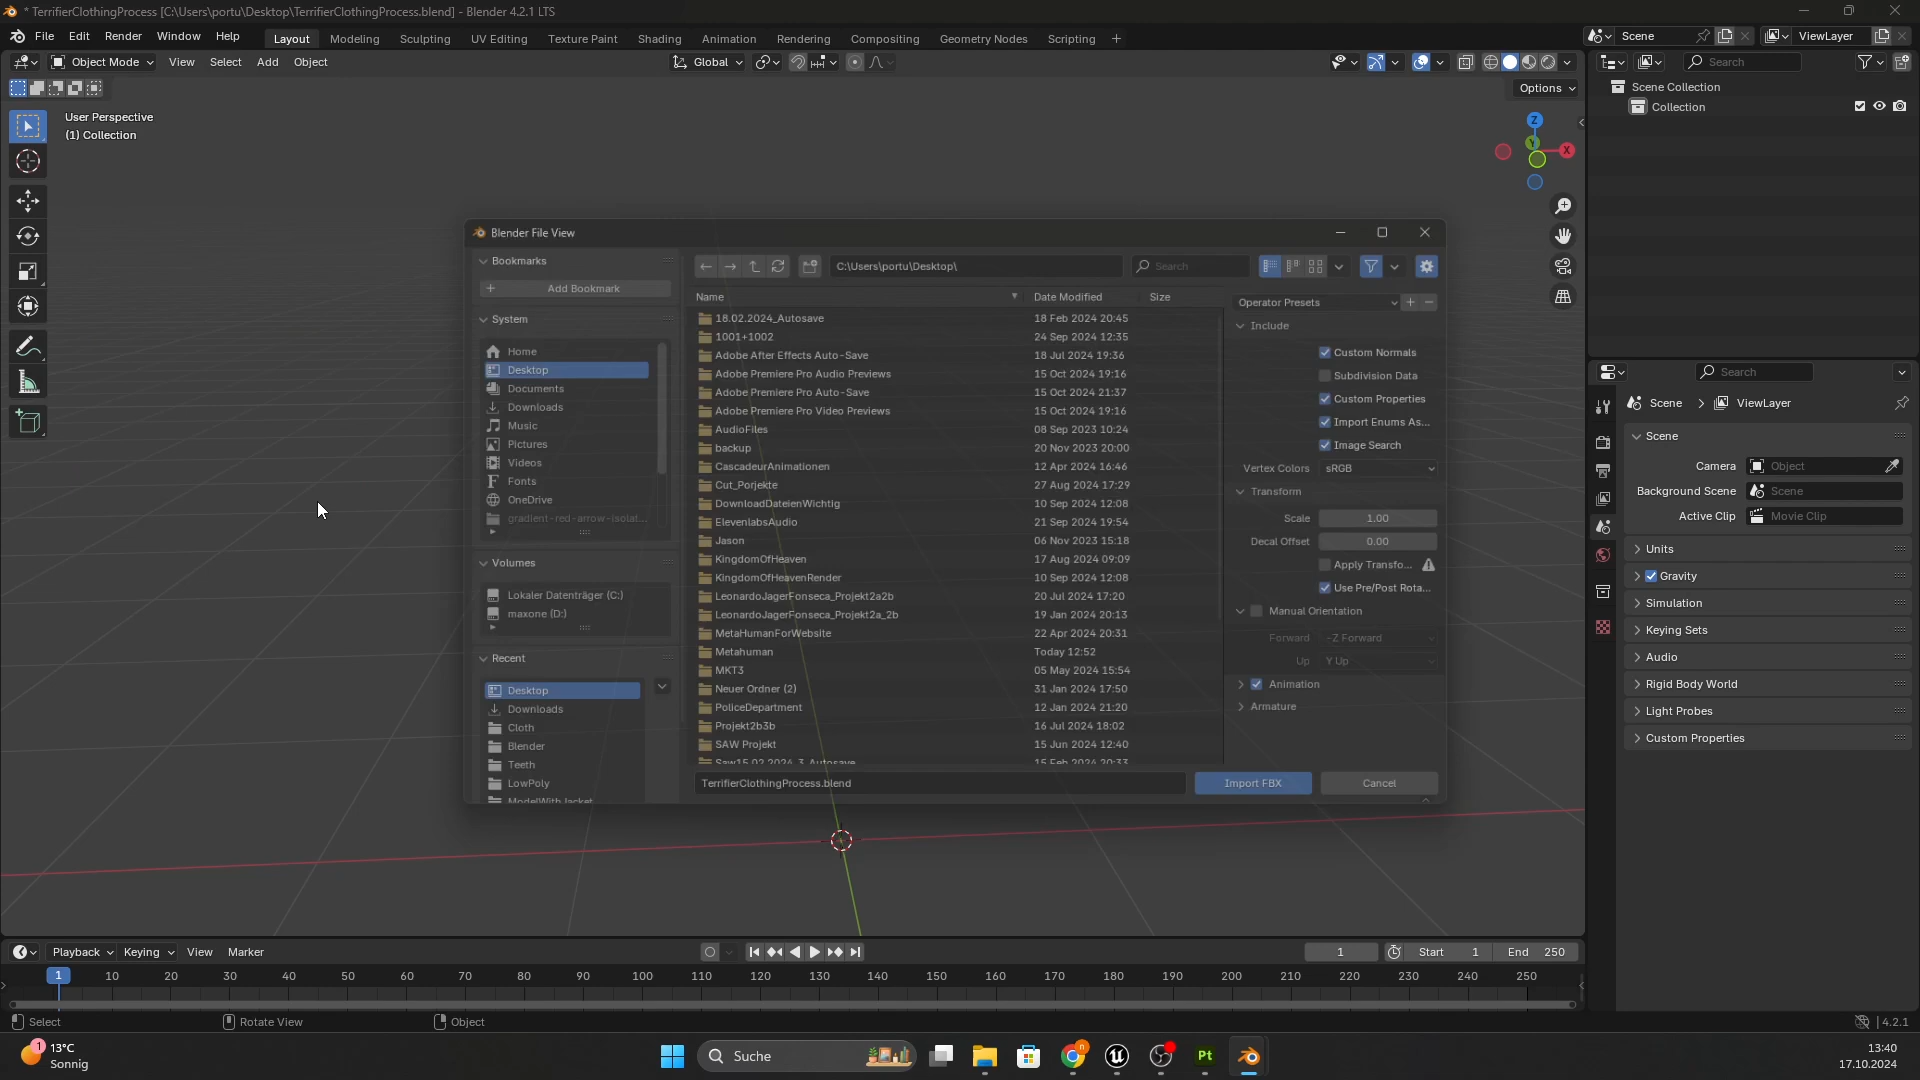 * TerrifierClothingProcess [C:\Users\portu\Desktop\TerrifierClothingProcess.blend] - Blender 4.2.1 LTS
File Edit Render Window Help Layout Modeling Sculpting UV Editing Texture Paint Shading Animation Rendering Compositing Geometry Nodes Scripting + Scene ViewLayer
Object Mode View Select Add Object Global Search
Options
User Perspective
(1) Collection
Scene Collection
Collection
Z
Y
X
Blender File View
Bookmarks
Add Bookmark
System
Home
Desktop
Documents
Downloads
Music
Pictures
Videos
Fonts
OneDrive
gradient-red-arrow-isolat...
Volumes
Lokaler Datenträger (C:)
maxone (D:)
Recent
Desktop
Downloads
Cloth
Blender
Teeth
LowPoly
ModelWithJacket
C:\Users\portu\Desktop\ Search
Name Date Modified Size
18.02.2024_Autosave 18 Feb 2024 20:45
1001+1002 24 Sep 2024 12:35
Adobe After Effects Auto-Save 18 Jul 2024 19:36
Adobe Premiere Pro Audio Previews 15 Oct 2024 19:16
Adobe Premiere Pro Auto-Save 15 Oct 2024 21:37
Adobe Premiere Pro Video Previews 15 Oct 2024 19:16
AudioFiles 08 Sep 2023 10:24
backup 20 Nov 2023 20:00
CascadeurAnimationen 12 Apr 2024 16:46
Cut_Porjekte 27 Aug 2024 17:29
DownloadDateienWichtig 10 Sep 2024 12:08
ElevenlabsAudio 21 Sep 2024 19:54
Jason 06 Nov 2023 15:18
KingdomOfHeaven 17 Aug 2024 09:09
KingdomOfHeavenRender 10 Sep 2024 12:08
LeonardoJagerFonseca_Projekt2a2b 20 Jul 2024 17:20
LeonardoJagerFonseca_Projekt2a_2b 19 Jan 2024 20:13
MetaHumanForWebsite 22 Apr 2024 20:31
Metahuman Today 12:52
MKT3 05 May 2024 15:54
Neuer Ordner (2) 31 Jan 2024 17:50
PoliceDepartment 12 Jan 2024 21:20
Projekt2b3b 16 Jul 2024 18:02
SAW Projekt 15 Jun 2024 12:40
Saw15.02.2024_3_Autosave 15 Feb 2024 20:33
TerrifierClothingProcess.blend Import FBX Cancel
Operator Presets
Include
Custom Normals
Subdivision Data
Custom Properties
Import Enums As...
Image Search
Vertex Colors sRGB
Transform
Scale 1.00
Decal Offset 0.00
Apply Transfo...
Use Pre/Post Rota...
Manual Orientation
Forward -Z Forward
Up Y Up
Animation
Armature
Search
Scene ViewLayer
Scene
Camera Object
Background Scene Scene
Active Clip Movie Clip
Units
Gravity
Simulation
Keying Sets
Audio
Rigid Body World
Light Probes
Custom Properties
Playback Keying View Marker 1 Start 1 End 250
1 10 20 30 40 50 60 70 80 90 100 110 120 130 140 150 160 170 180 190 200 210 220 230 240 250
Select Rotate View Object 4.2.1
1
13°C
Sonnig
Suche
n
Pt
13:40
17.10.2024